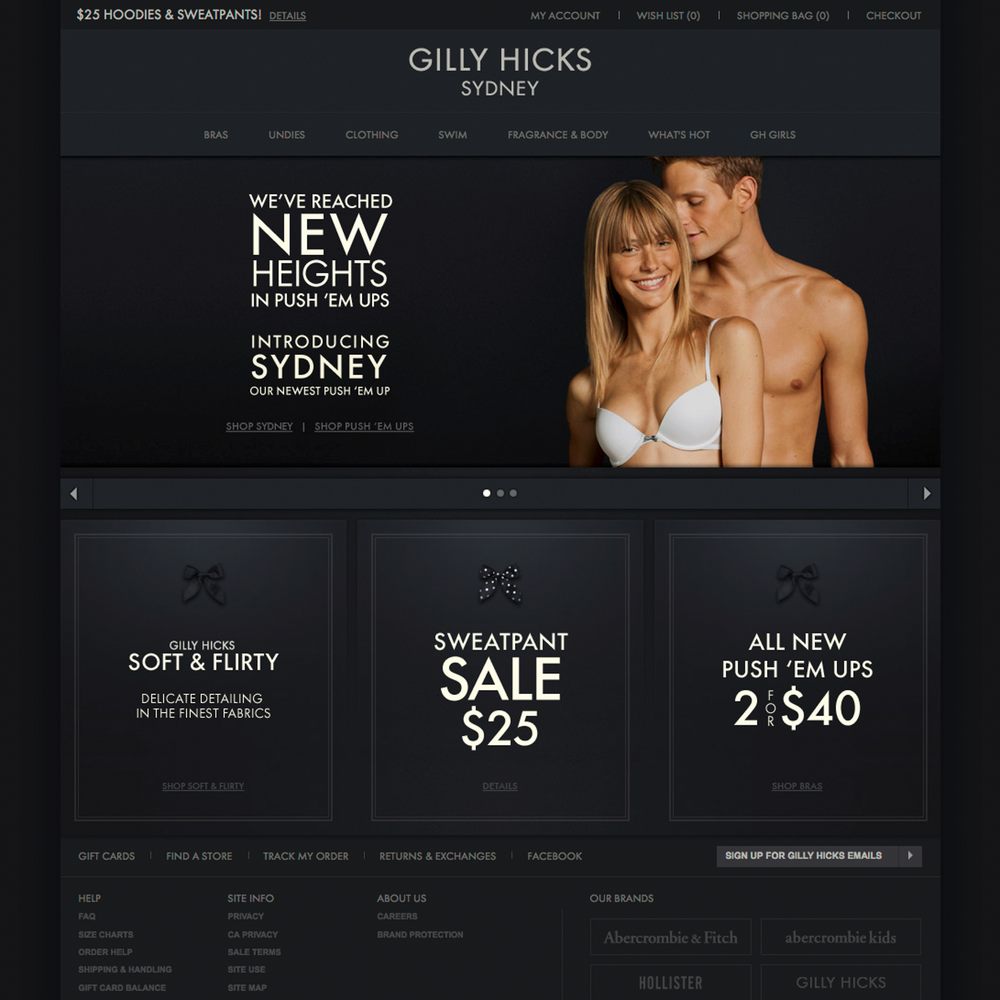 $25 HOODIES & SWEATPANTS! DETAILS
MY ACCOUNT | WISH LIST (0) | SHOPPING BAG (0) | CHECKOUT
GILLY HICKS
SYDNEY
BRAS UNDIES CLOTHING SWIM FRAGRANCE & BODY WHAT'S HOT GH GIRLS
WE'VE REACHED
NEW
HEIGHTS
IN PUSH 'EM UPS
INTRODUCING
SYDNEY
OUR NEWEST PUSH 'EM UP
SHOP SYDNEY | SHOP PUSH 'EM UPS
GILLY HICKS
SOFT & FLIRTY
DELICATE DETAILING
IN THE FINEST FABRICS
SHOP SOFT & FLIRTY
SWEATPANT
SALE
$25
DETAILS
ALL NEW
PUSH 'EM UPS
2 FOR $40
SHOP BRAS
GIFT CARDS | FIND A STORE | TRACK MY ORDER | RETURNS & EXCHANGES | FACEBOOK
SIGN UP FOR GILLY HICKS EMAILS
HELP
FAQ
SIZE CHARTS
ORDER HELP
SHIPPING & HANDLING
GIFT CARD BALANCE
SITE INFO
PRIVACY
CA PRIVACY
SALE TERMS
SITE USE
SITE MAP
ABOUT US
CAREERS
BRAND PROTECTION
OUR BRANDS
Abercrombie & Fitch
abercrombie kids
HOLLISTER
GILLY HICKS